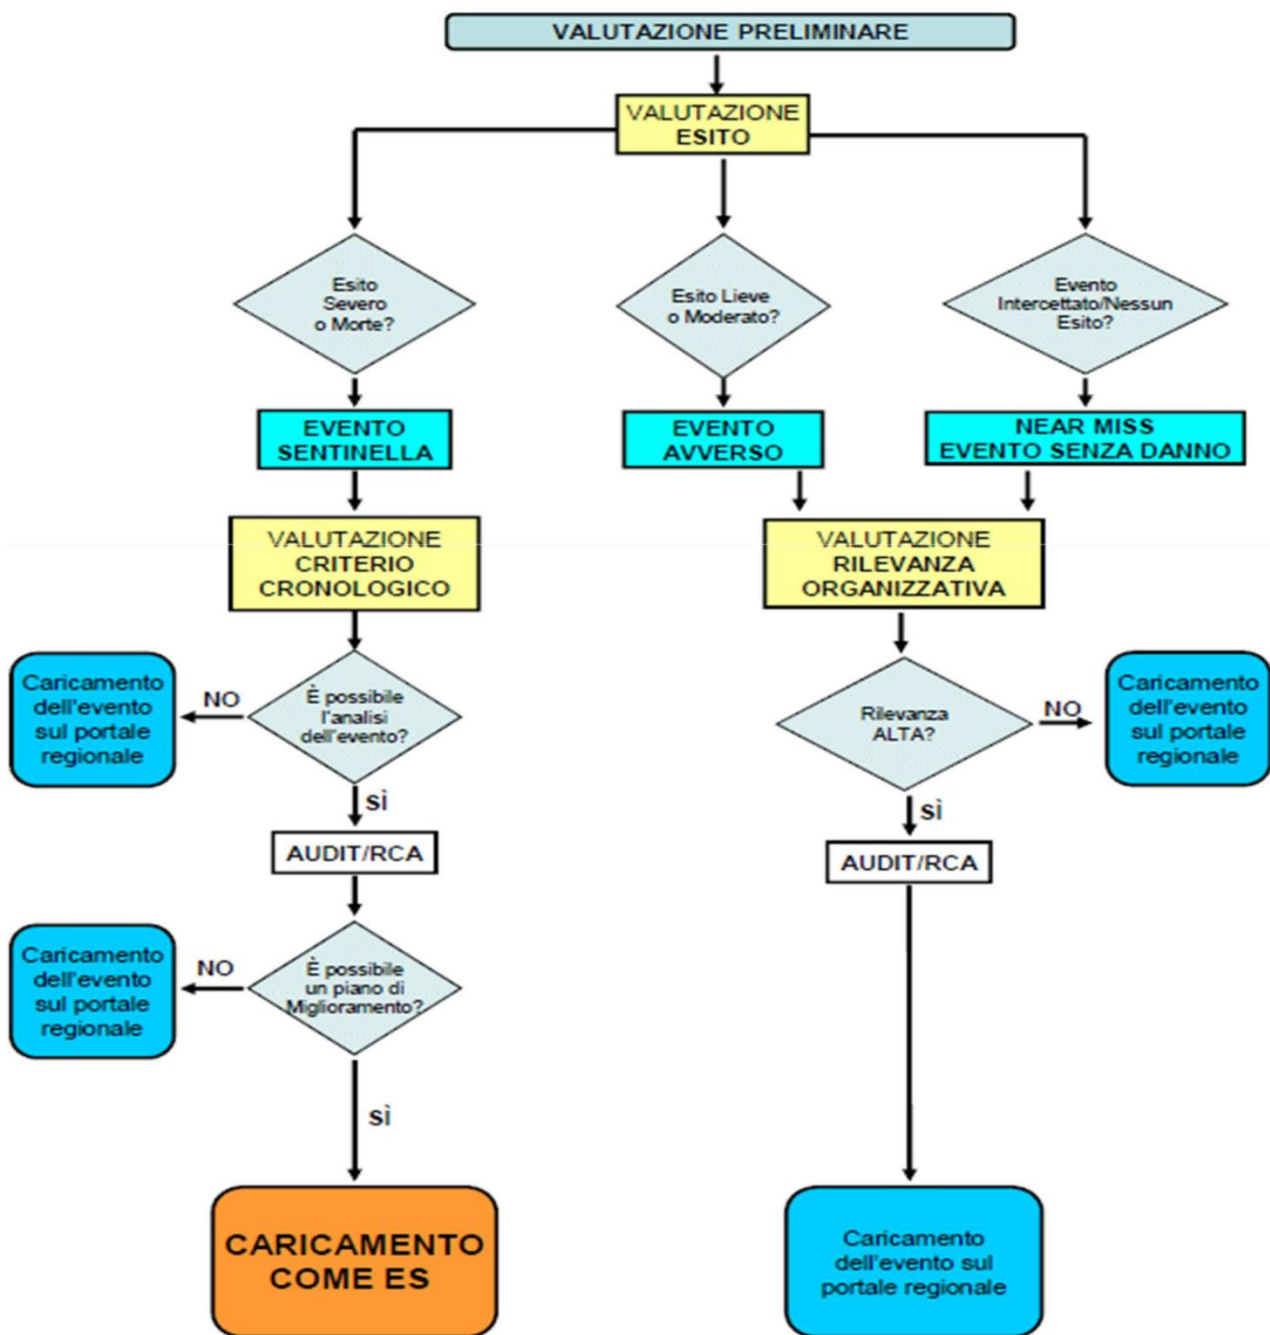 VALUTAZIONE PRELIMINARE
VALUTAZIONE
ESITO
Esito
Severo
o Morte?
Esito Lieve
o Moderato?
Evento
Intercettato/Nessun
Esito?
EVENTO
SENTINELLA
EVENTO
AVVERSO
NEAR MISS
EVENTO SENZA DANNO
VALUTAZIONE
CRITERIO
CRONOLOGICO
VALUTAZIONE
RILEVANZA
ORGANIZZATIVA
Caricamento
dell'evento
sul portale
regionale
NO
È possibile
l'analisi
dell'evento?
Rilevanza
ALTA?
NO
Caricamento
dell'evento
sul portale
regionale
SÌ
SÌ
AUDIT/RCA
AUDIT/RCA
Caricamento
dell'evento
sul portale
regionale
NO
È possibile
un piano di
Miglioramento?
SÌ
CARICAMENTO
COME ES
Caricamento
dell'evento sul
portale regionale